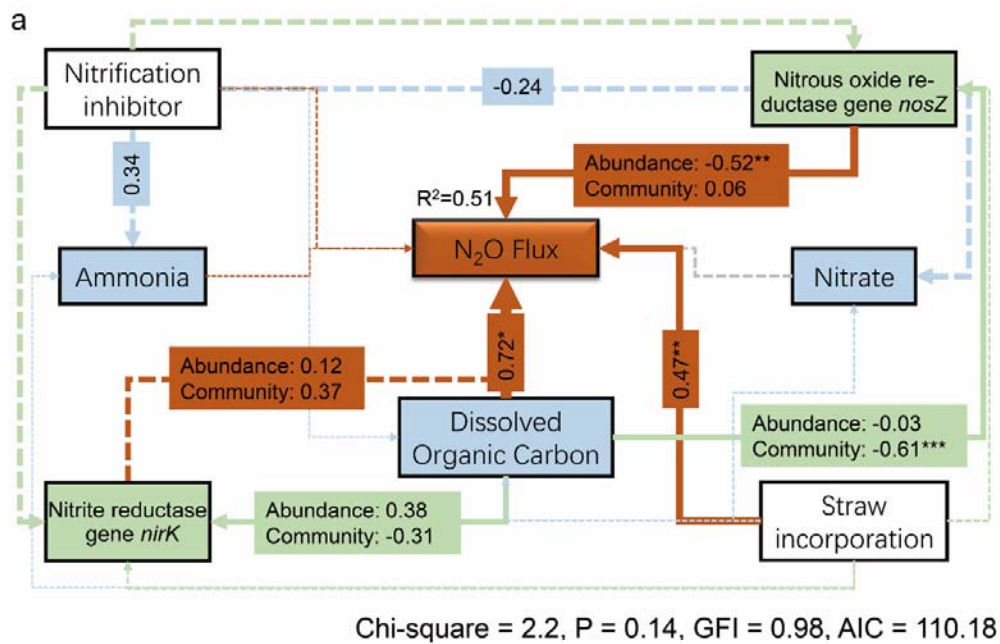 a
Nitrification
inhibitor
-0.24
Nitrous oxide re-
ductase gene nosZ
0.34
Abundance: -0.52**
Community: 0.06
R²=0.51
Ammonia
N₂O Flux
Nitrate
Abundance: 0.12
Community: 0.37
0.72*
0.47**
Dissolved
Organic Carbon
Abundance: -0.03
Community: -0.61***
Nitrite reductase
gene nirK
Abundance: 0.38
Community: -0.31
Straw
incorporation
Chi-square = 2.2, P = 0.14, GFI = 0.98, AIC = 110.18